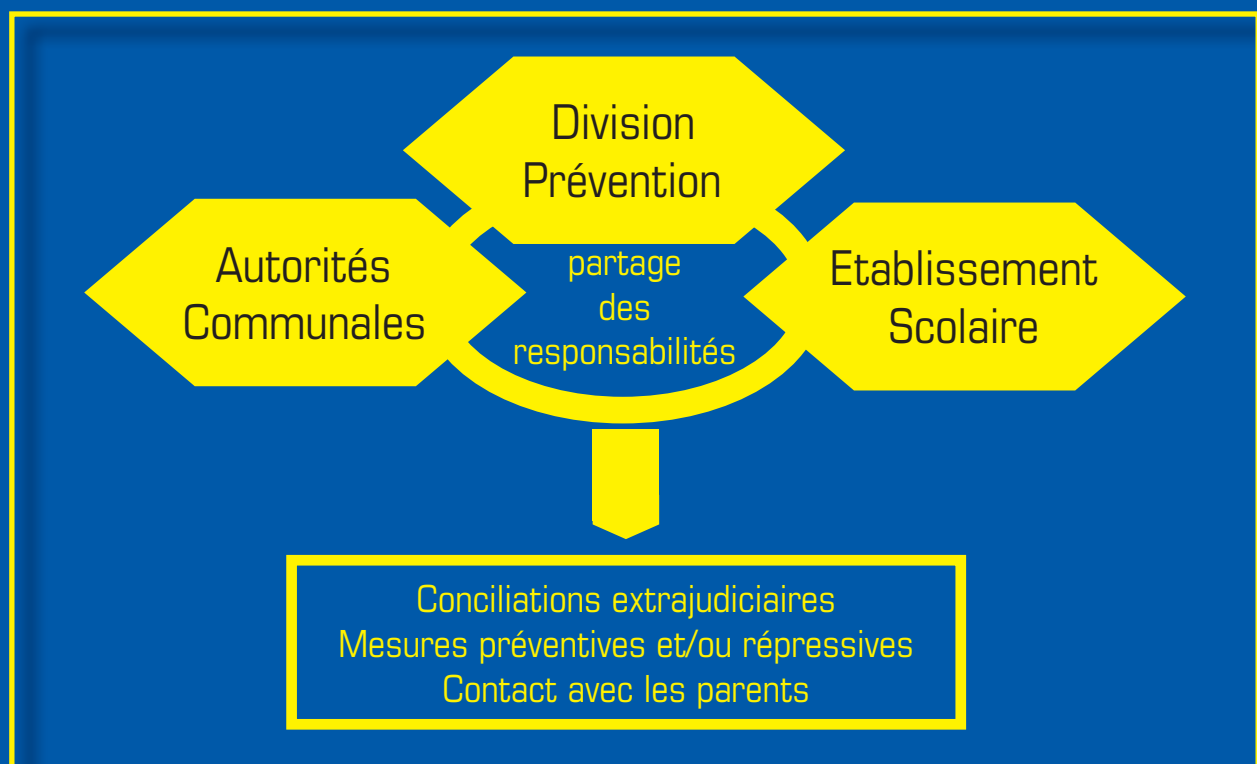 Division
Prévention
Autorités
Communales
partage
des
responsabilités
Etablissement
Scolaire
Conciliations extrajudiciaires
Mesures préventives et/ou répressives
Contact avec les parents